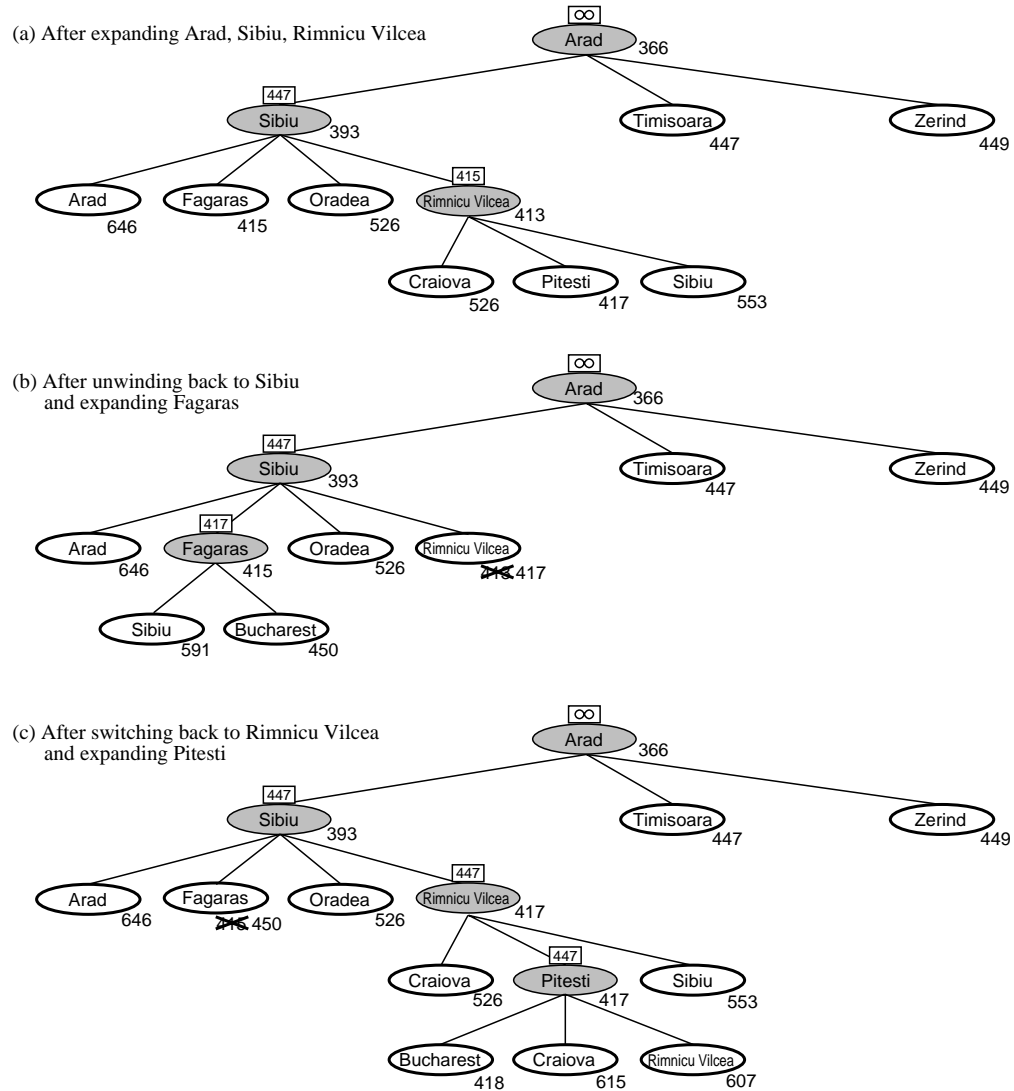 ∞
(a) After expanding Arad, Sibiu, Rimnicu Vilcea
Arad
366
447
Sibiu
393
Timisoara
447
Zerind
449
415
Arad
646
Fagaras
415
Oradea
526
Rimnicu Vilcea
413
Craiova
526
Pitesti
417
Sibiu
553
∞
(b) After unwinding back to Sibiu
and expanding Fagaras
Arad
366
447
Sibiu
393
Timisoara
447
Zerind
449
417
Arad
646
Fagaras
415
Oradea
526
Rimnicu Vilcea
413 417
Sibiu
591
Bucharest
450
∞
(c) After switching back to Rimnicu Vilcea
and expanding Pitesti
Arad
366
447
Sibiu
393
Timisoara
447
Zerind
449
447
Arad
646
Fagaras
415 450
Oradea
526
Rimnicu Vilcea
417
447
Craiova
526
Pitesti
417
Sibiu
553
Bucharest
418
Craiova
615
Rimnicu Vilcea
607